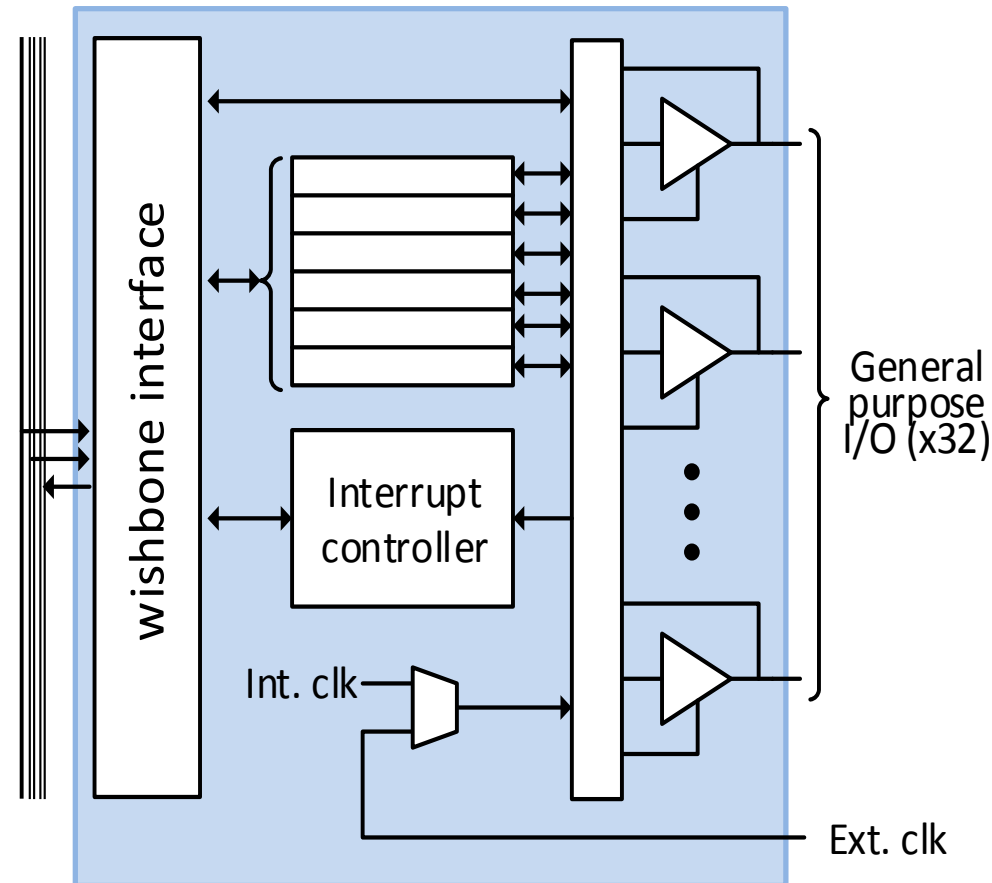 wishbone interface
Interrupt
controller
Int. clk
General
purpose
I/O (x32)
Ext. clk